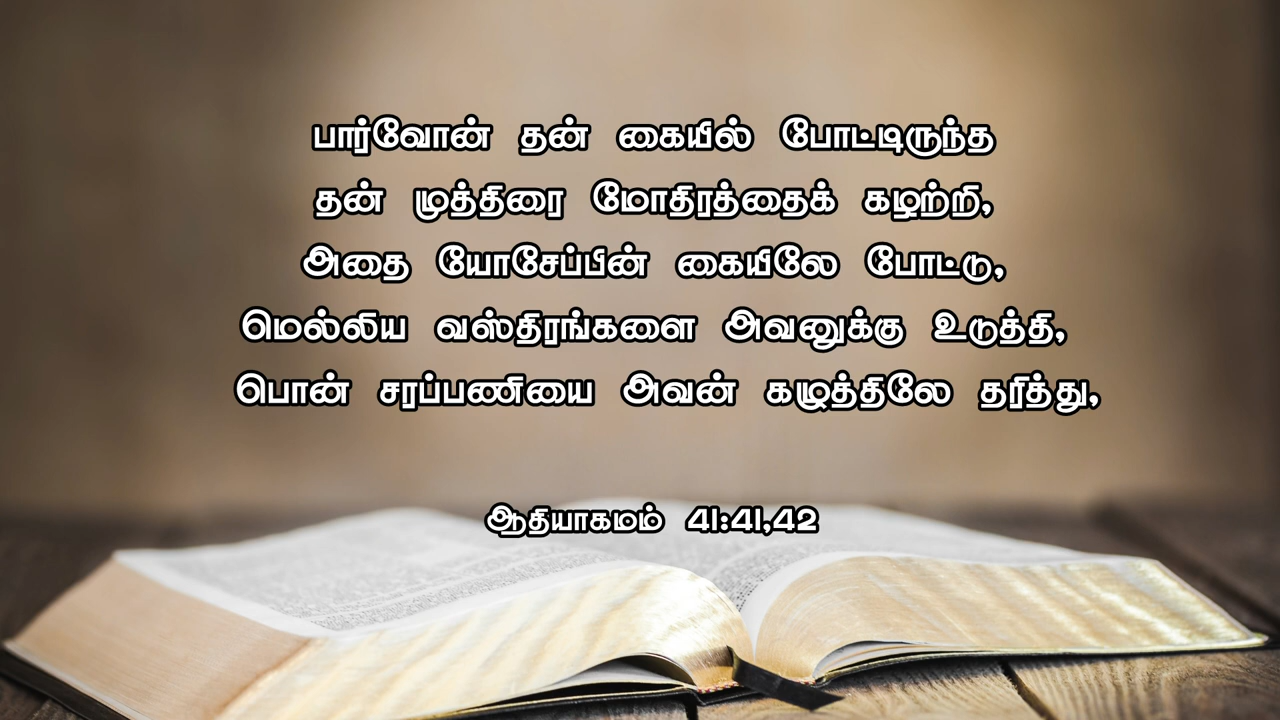 பார்வோன் தன் கையில் போட்டிருந்த
தன் முத்திரை மோதிரத்தைக் கழற்றி,
அதை யோசேப்பின் கையிலே போட்டு,
மெல்லிய வஸ்திரங்களை அவனுக்கு உடுத்தி,
பொன் சரப்பணியை அவன் கழுத்திலே தரித்து,
ஆதியாகமம் 41:41,42